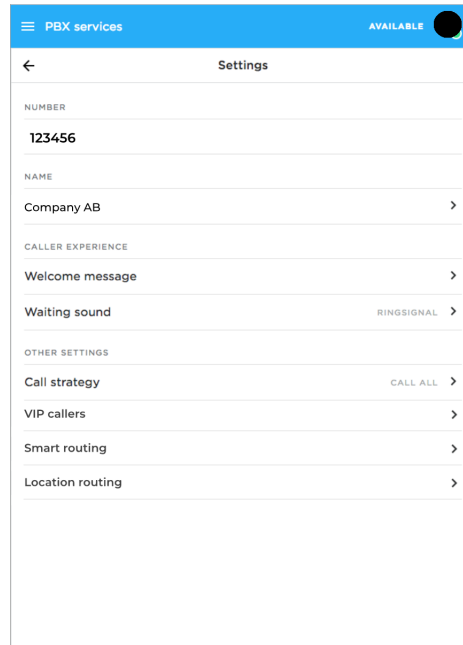 PBX services AVAILABLE
Settings
NUMBER
123456
NAME
Company AB
CALLER EXPERIENCE
Welcome message
Waiting sound RINGSIGNAL
OTHER SETTINGS
Call strategy CALL ALL
VIP callers
Smart routing
Location routing